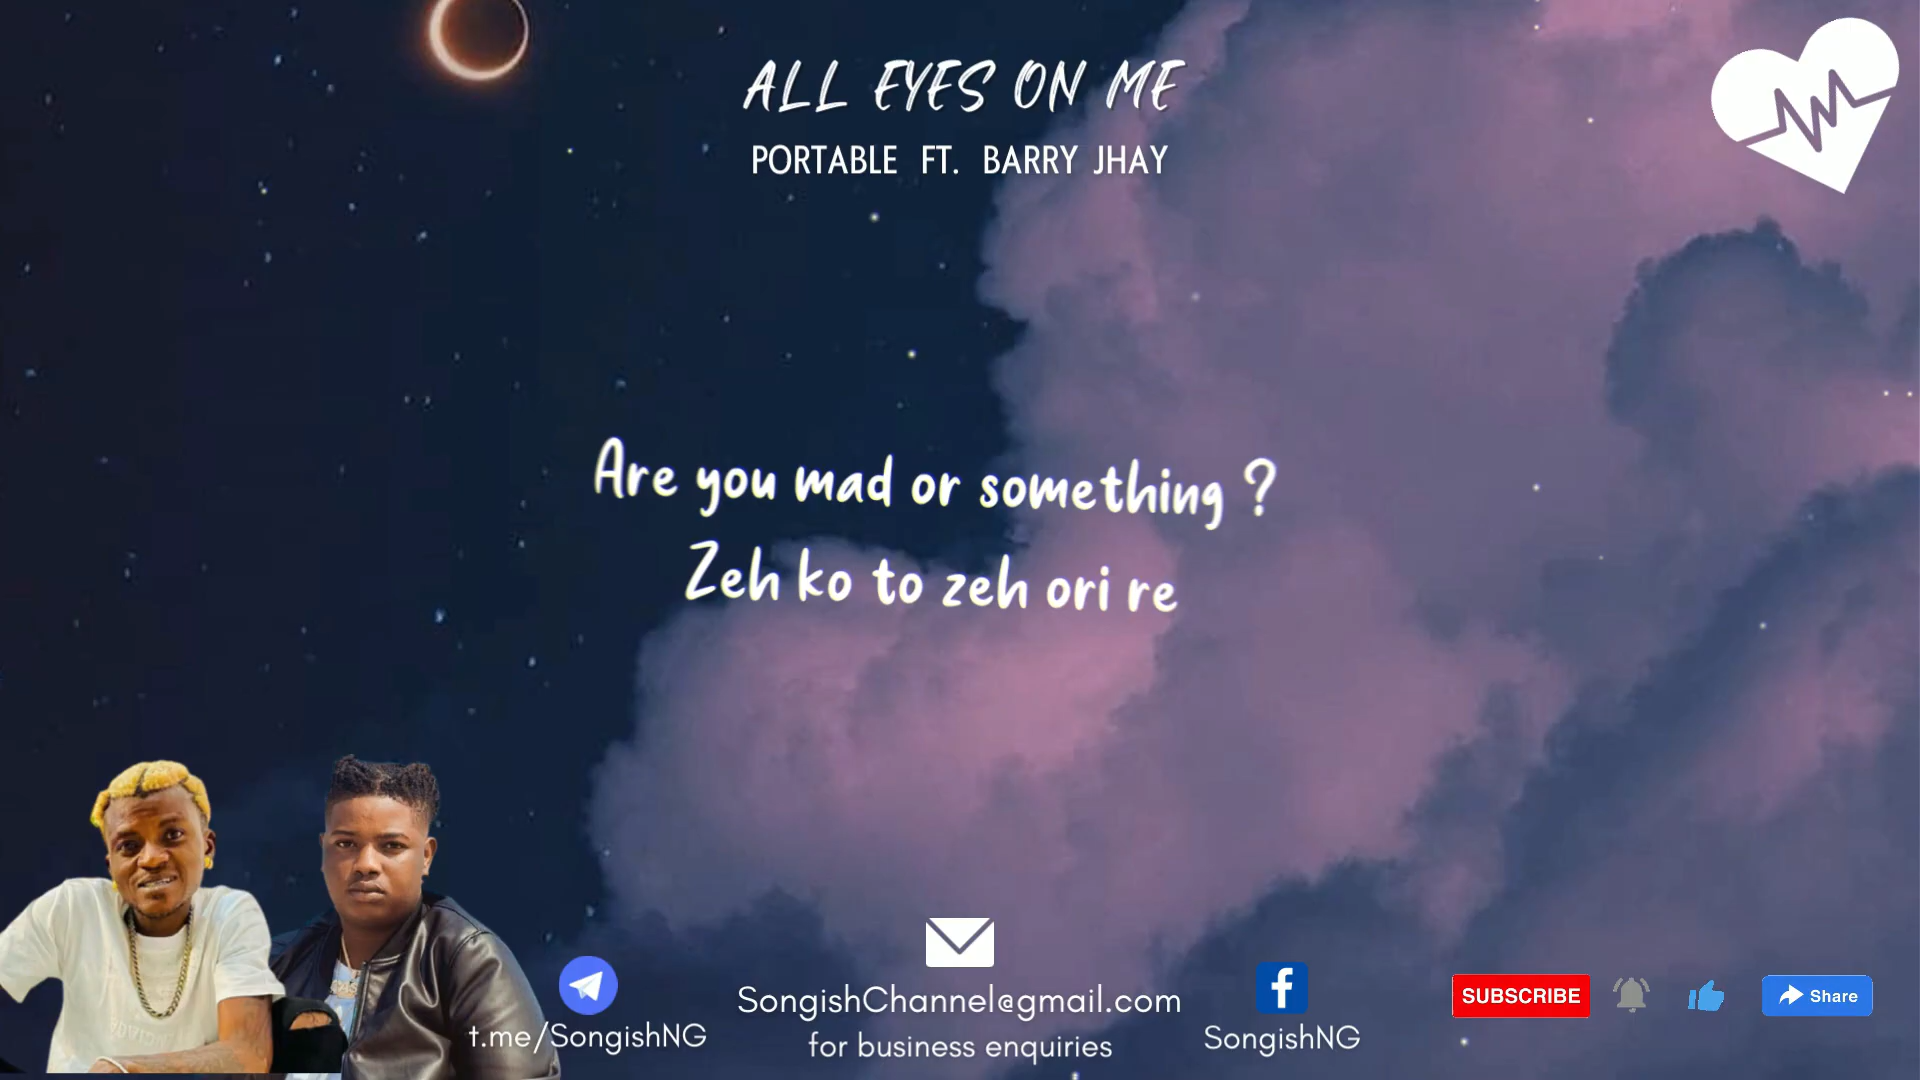 ALL EYES ON ME
PORTABLE FT. BARRY JHAY
Are you mad or something ?
Zeh ko to zeh ori re
t.me/SongishNG
SongishChannel@gmail.com
for business enquiries
SongishNG
SUBSCRIBE
Share